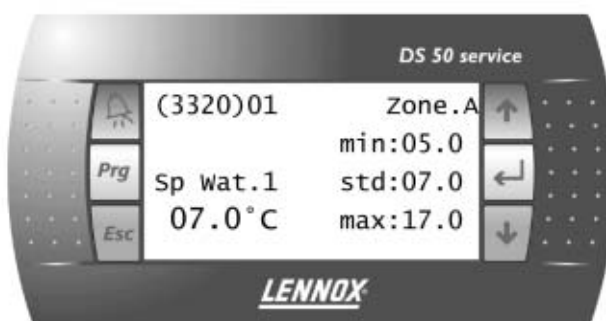 DS 50 service
(3320)01 Zone.A
min:05.0
Prg
Sp Wat.1 std:07.0
07.0°C max:17.0
Esc
LENNOX